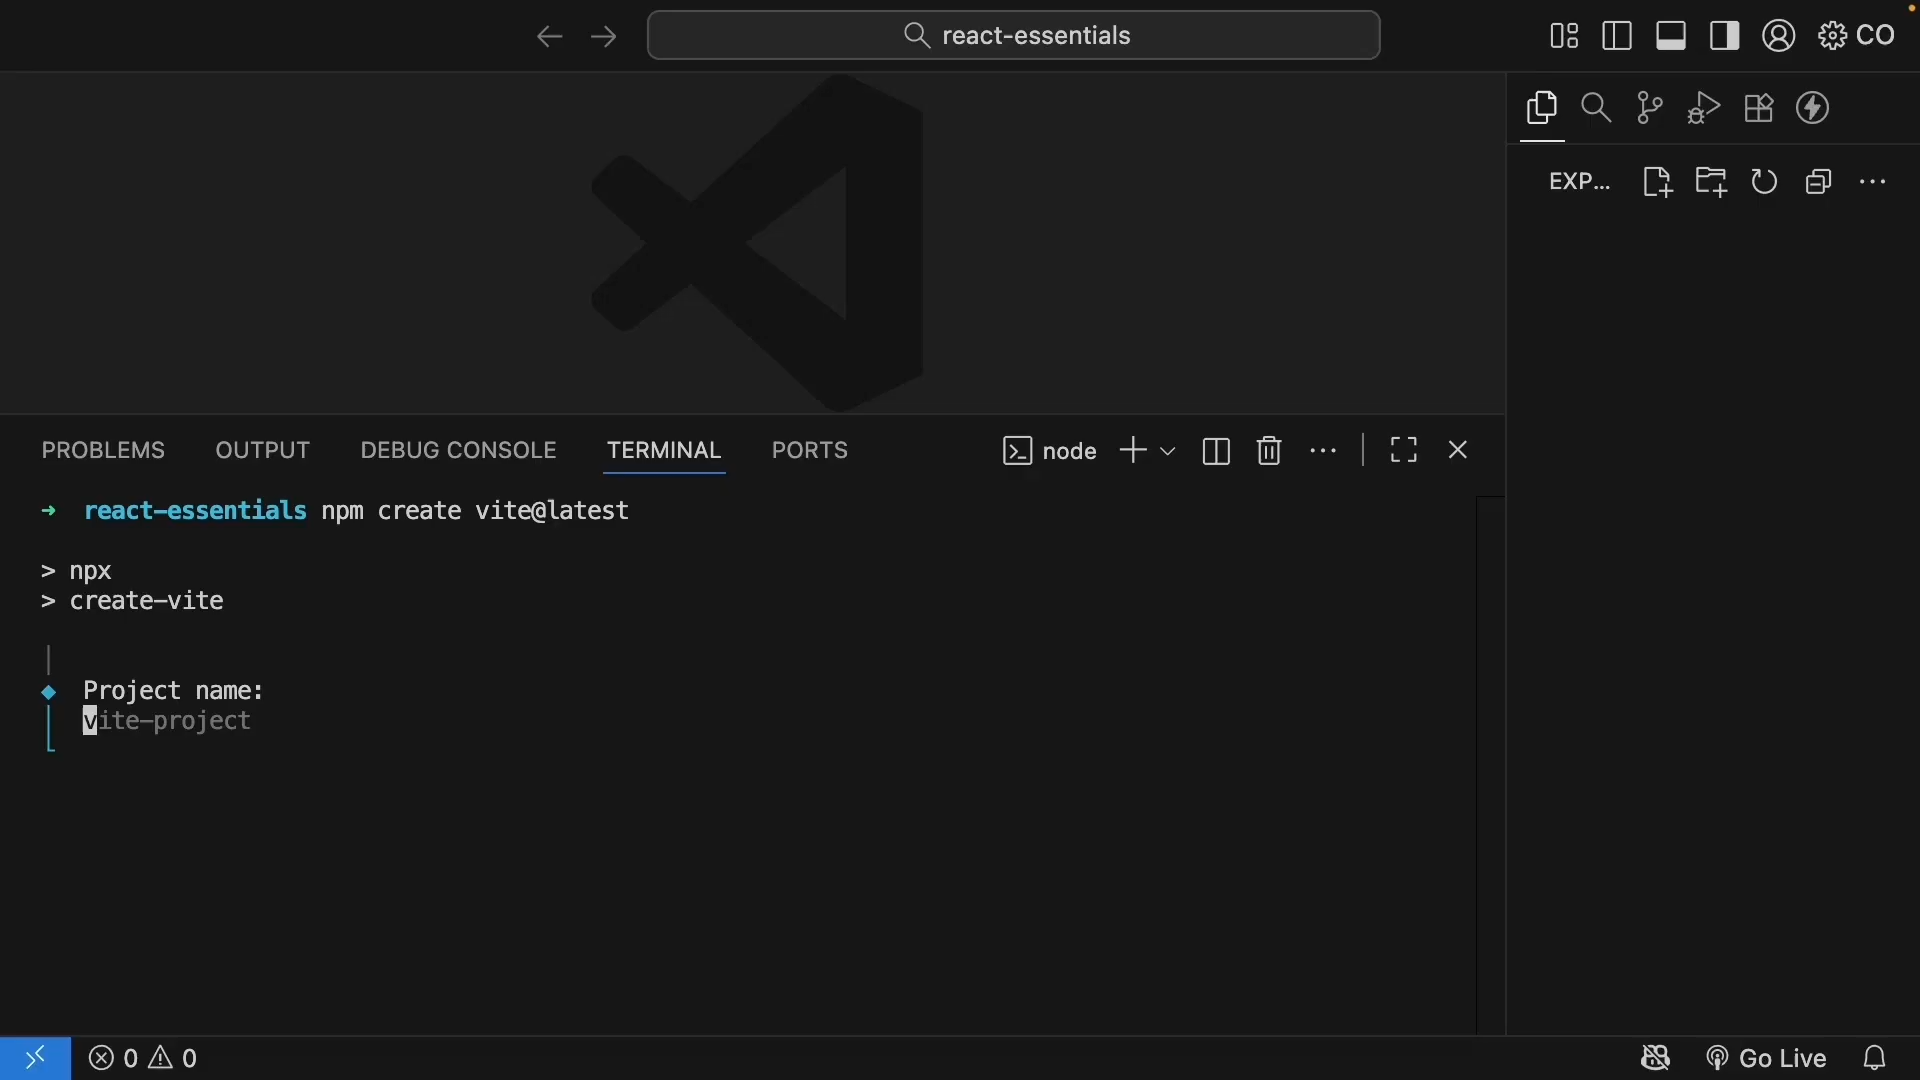 react-essentials
CO
EXP...
PROBLEMS OUTPUT DEBUG CONSOLE TERMINAL PORTS
node
→ react-essentials npm create vite@latest
> npx
> create-vite
Project name:
vite-project
0 0
Go Live